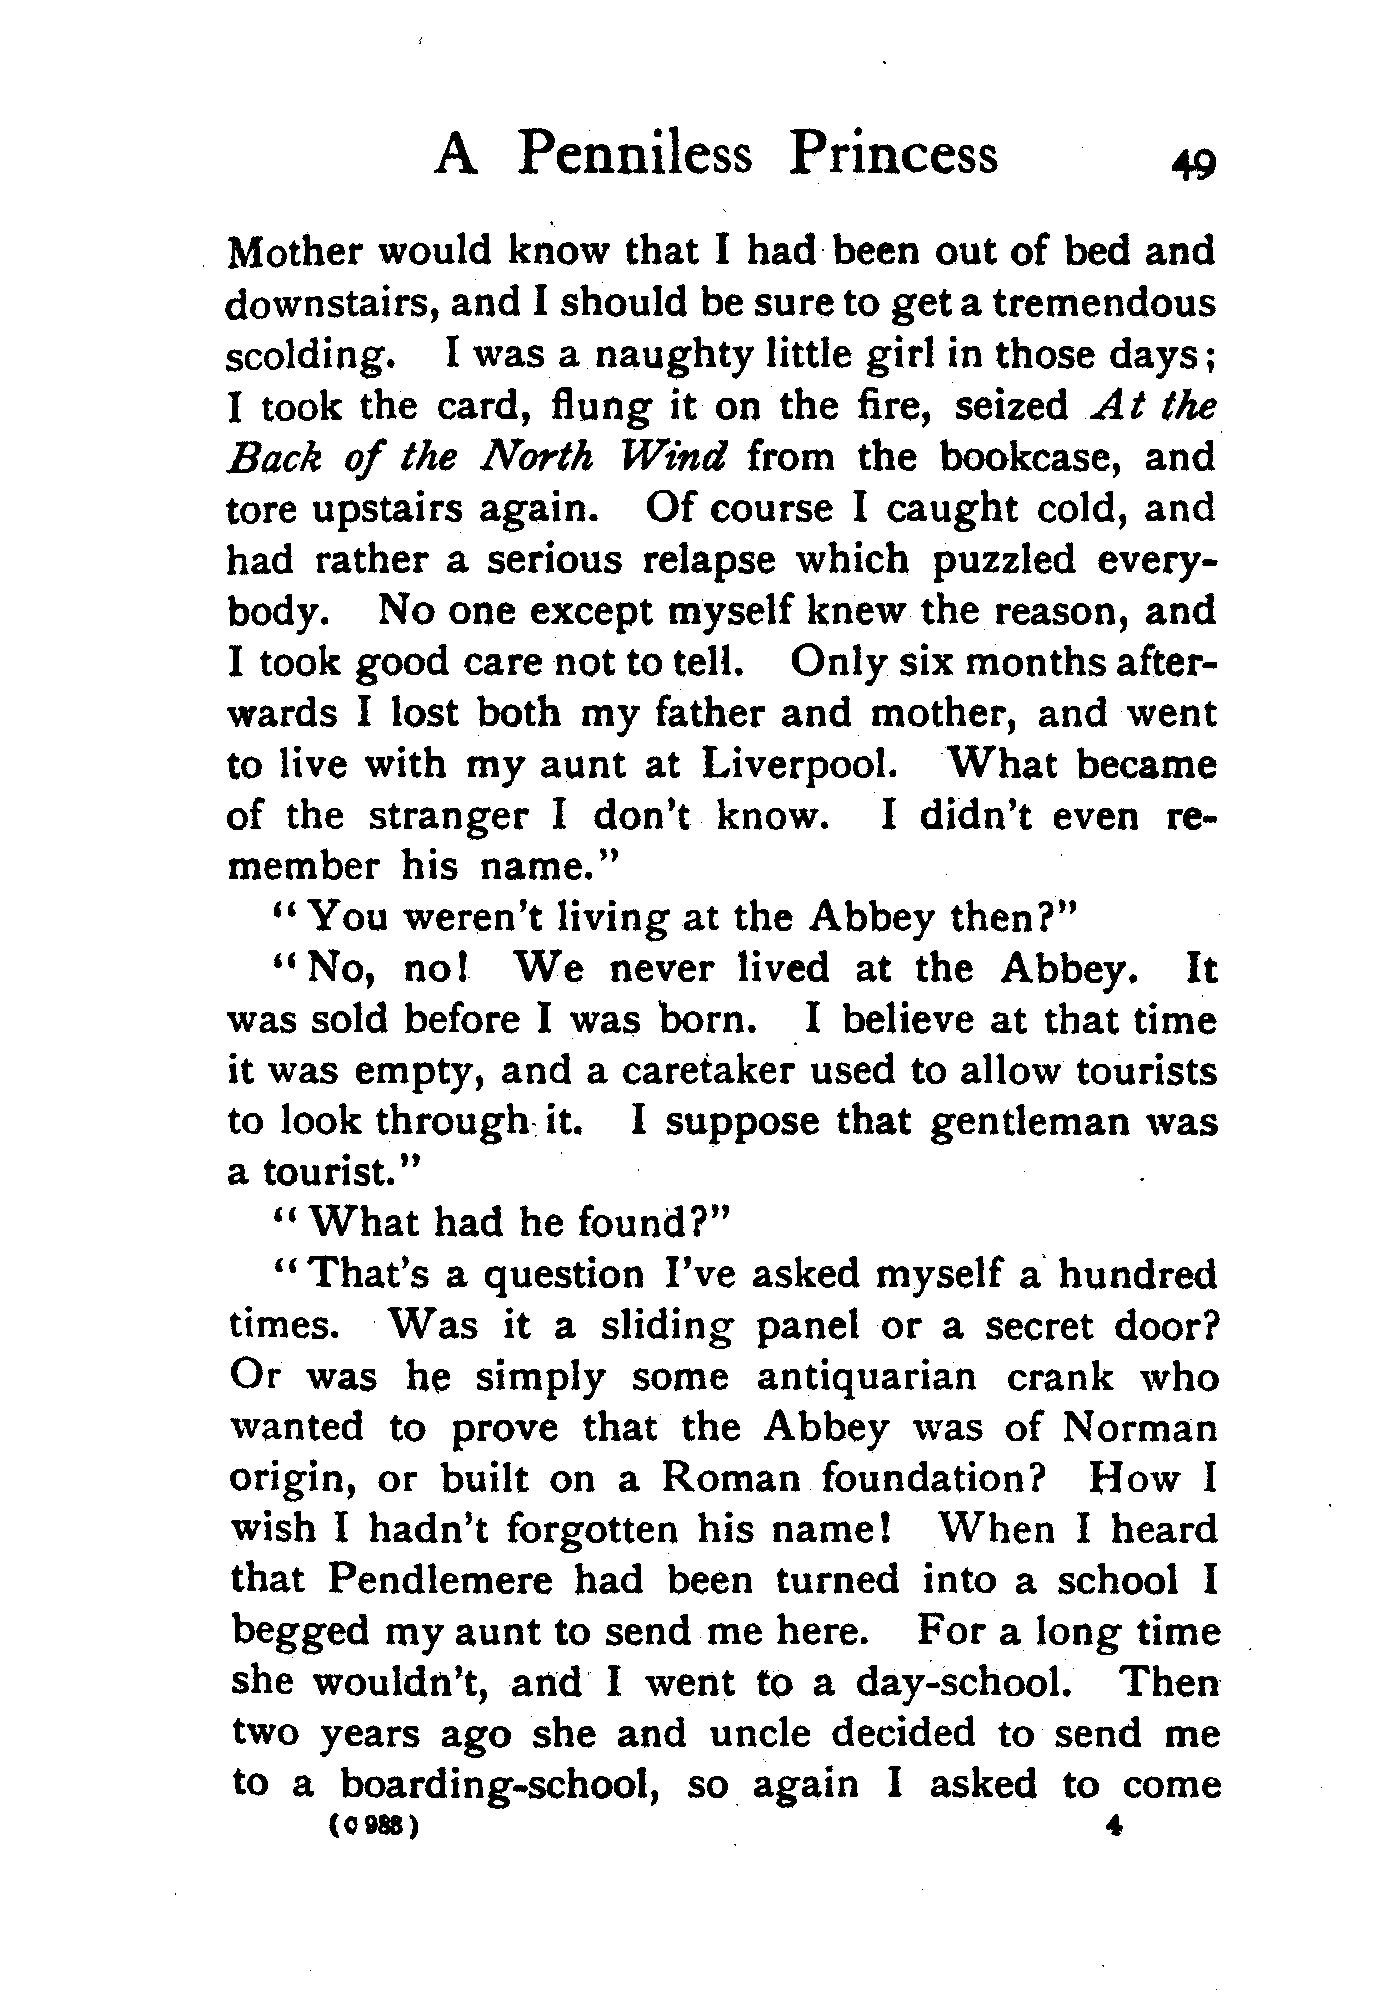 A Penniless Princess 49
Mother would know that I had been out of bed and
downstairs, and I should be sure to get a tremendous
scolding. I was a naughty little girl in those days;
I took the card, flung it on the fire, seized At the
Back of the North Wind from the bookcase, and
tore upstairs again. Of course I caught cold, and
had rather a serious relapse which puzzled every-
body. No one except myself knew the reason, and
I took good care not to tell. Only six months after-
wards I lost both my father and mother, and went
to live with my aunt at Liverpool. What became
of the stranger I don't know. I didn't even re-
member his name."
"You weren't living at the Abbey then?"
"No, no! We never lived at the Abbey. It
was sold before I was born. I believe at that time
it was empty, and a caretaker used to allow tourists
to look through it. I suppose that gentleman was
a tourist."
"What had he found?"
"That's a question I've asked myself a hundred
times. Was it a sliding panel or a secret door?
Or was he simply some antiquarian crank who
wanted to prove that the Abbey was of Norman
origin, or built on a Roman foundation? How I
wish I hadn't forgotten his name! When I heard
that Pendlemere had been turned into a school I
begged my aunt to send me here. For a long time
she wouldn't, and I went to a day-school. Then
two years ago she and uncle decided to send me
to a boarding-school, so again I asked to come
(C 988) 4